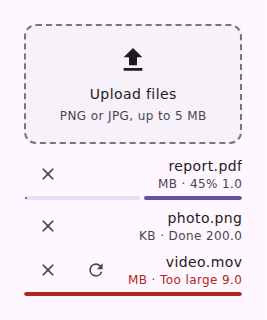 Upload files
PNG or JPG, up to 5 MB
report.pdf
MB · 45% 1.0
photo.png
KB · Done 200.0
video.mov
MB · Too large 9.0